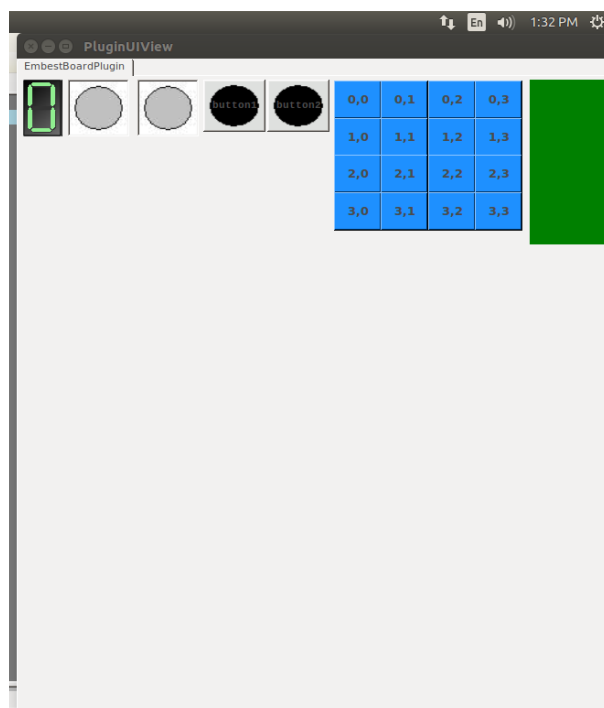 En 1:32 PM
PluginUIView
EmbestBoardPlugin
button1 button2
0,0 0,1 0,2 0,3
1,0 1,1 1,2 1,3
2,0 2,1 2,2 2,3
3,0 3,1 3,2 3,3
0